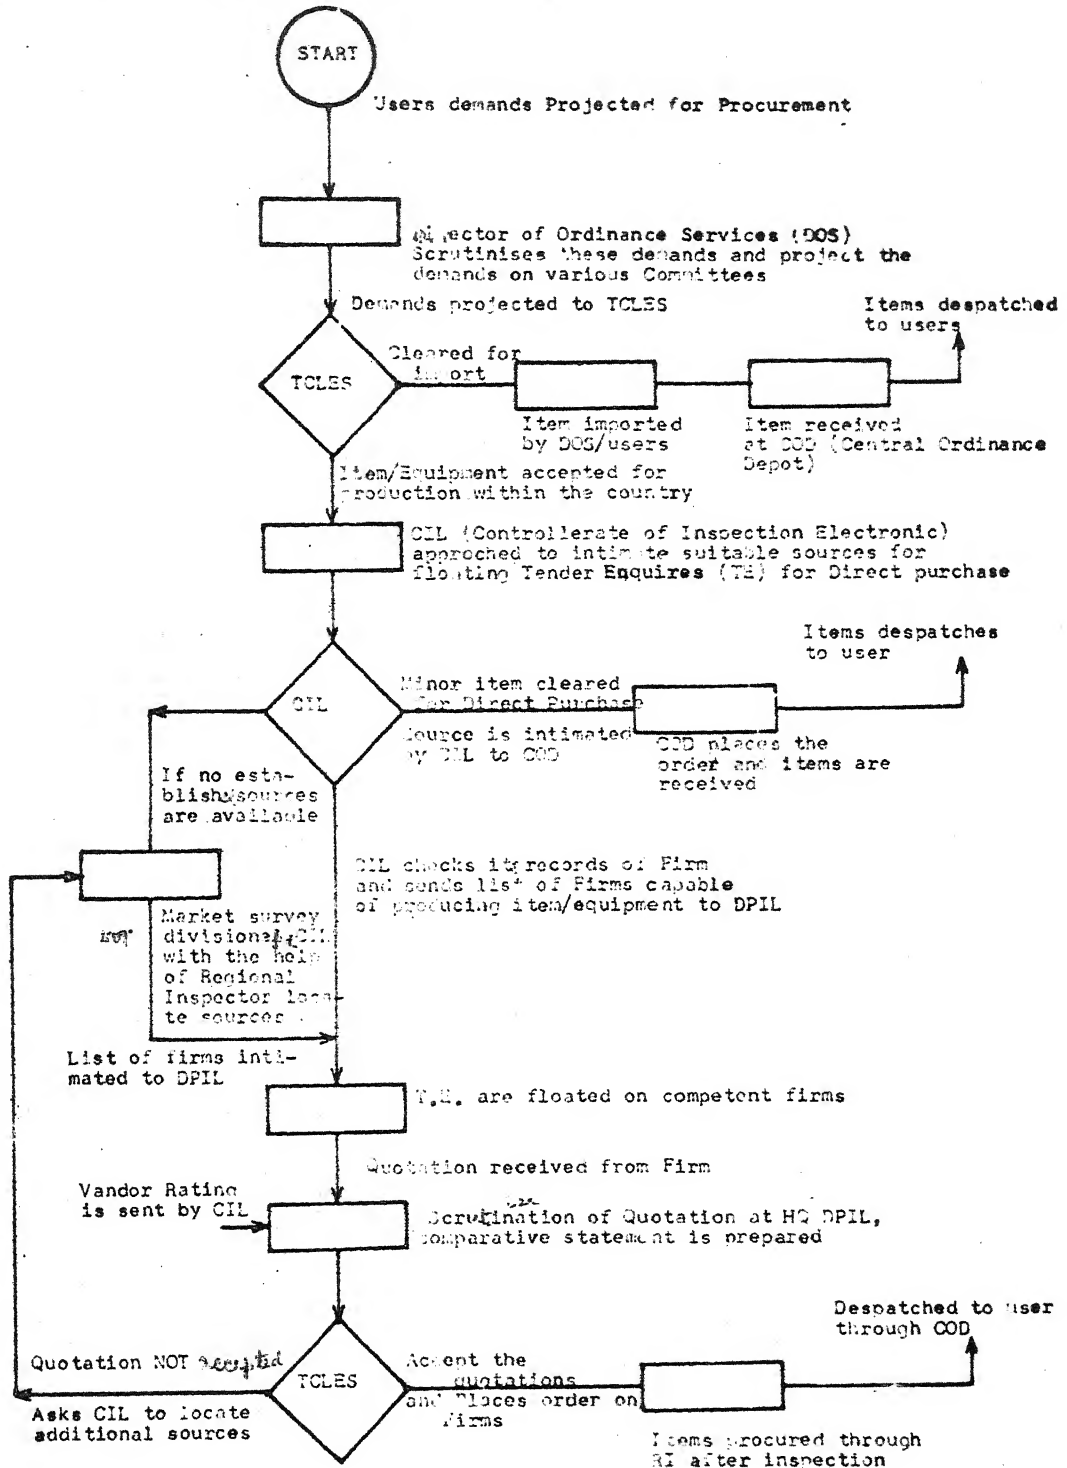 START
Users demands Projected for Procurement
Director of Ordinance Services (DOS)
Scrutinises these demands and project the
demands on various Committees
Demands projected to TCLES
Items despatched
to users
TCLES
Cleared for
import
Item imported
by DOS/users
Item received
at COD (Central Ordinance
Depot)
Item/Equipment accepted for
production within the country
CIL (Controllerate of Inspection Electronic)
approched to intimate suitable sources for
floating Tender Enquires (TE) for Direct purchase
Items despatches
to user
CIL
Minor item cleared
for Direct Purchase
Source is intimated
by CIL to COD
COD places the
order and items are
received
If no esta-
blish sources
are available
CIL checks its records of Firm
and sends list of Firms capable
of producing item/equipment to DPIL
Market survey
divisional CIL
with the help
of Regional
Inspector loca-
te sources.
List of firms inti-
mated to DPIL
T.E. are floated on competent firms
Quotation received from Firm
Vandor Rating
is sent by CIL
Scrutination of Quotation at HQ DPIL,
comparative statement is prepared
Despatched to user
through COD
Quotation NOT accepted
TCLES
Accept the
quotations
and Places order on
Firms
Asks CIL to locate
additional sources
Items procured through
RI after inspection